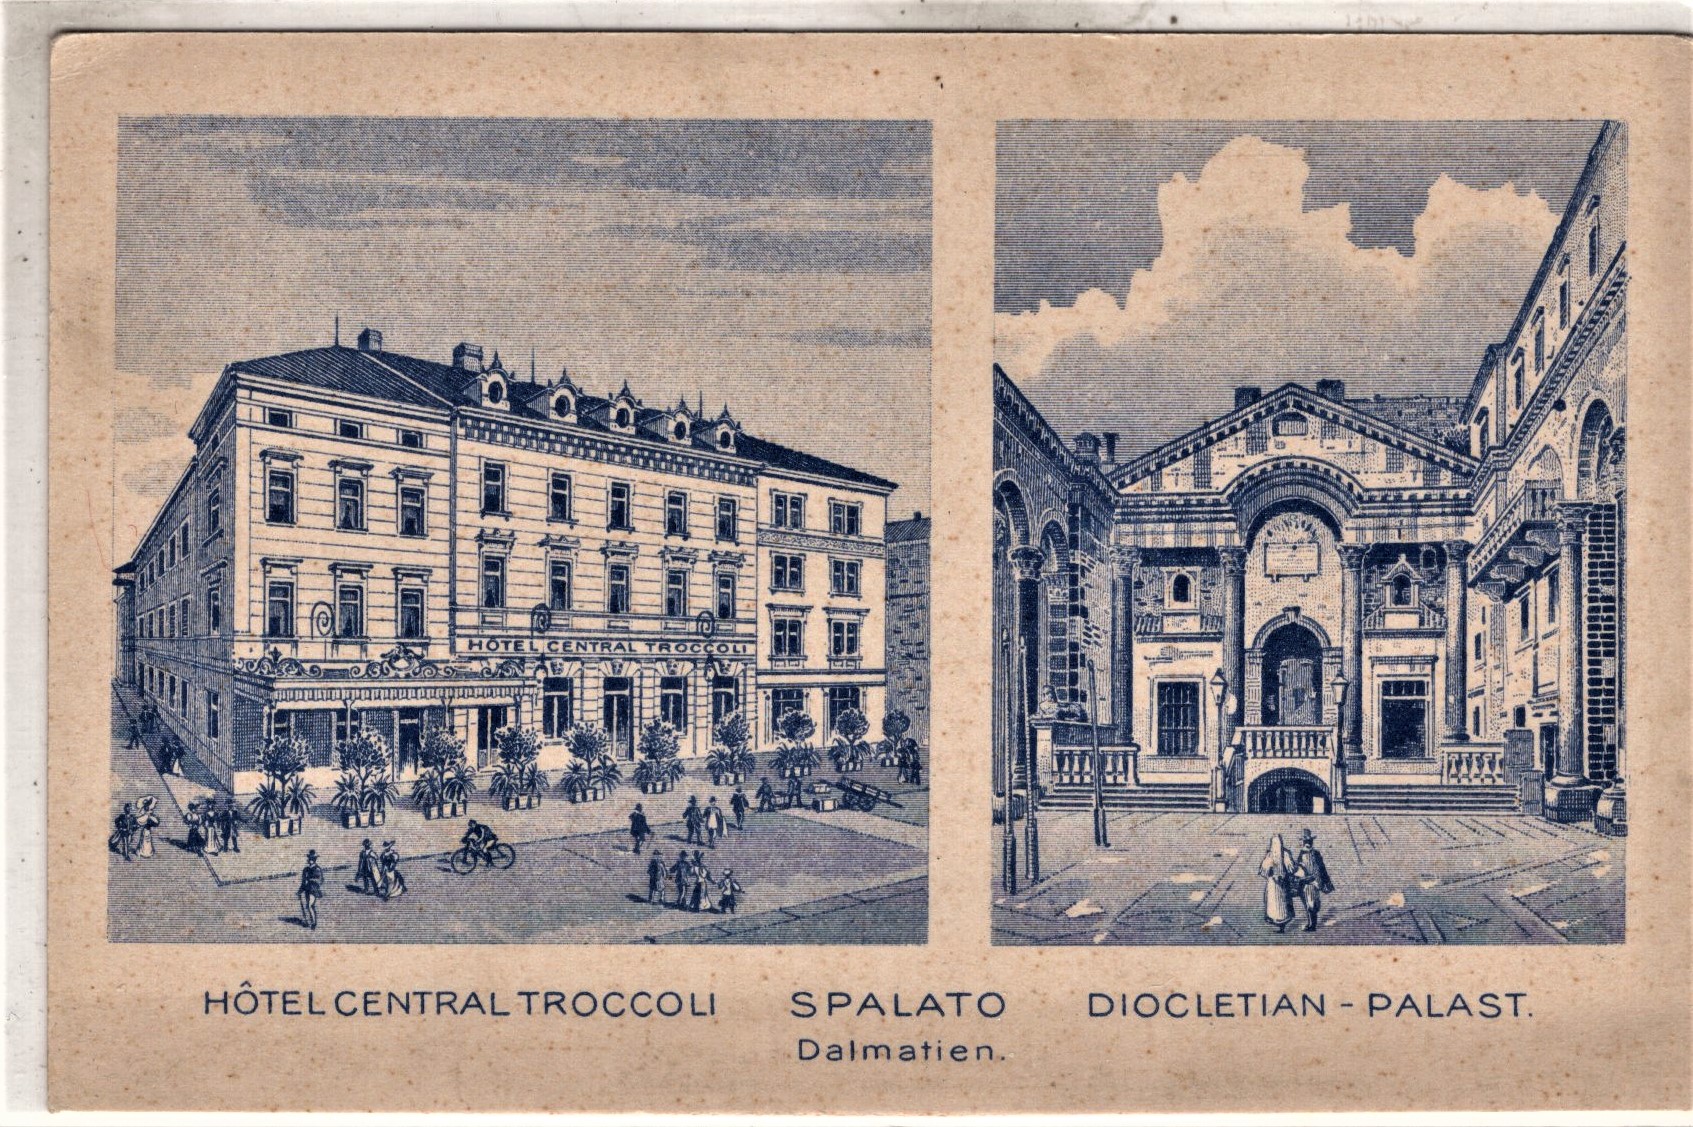 HÔTEL CENTRAL TROCCOLI
HÔTEL CENTRAL TROCCOLI SPALATO DIOCLETIAN - PALAST.
Dalmatien.